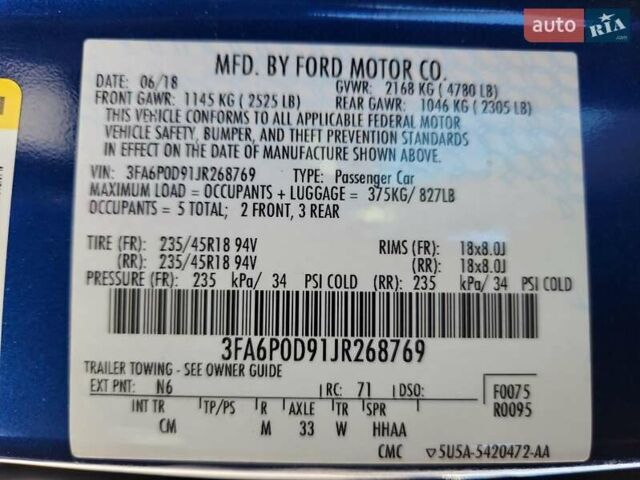 auto RIA .com
MFD. BY FORD MOTOR CO.
DATE: 06/18 GVWR: 2168 KG ( 4780 LB)
FRONT GAWR: 1145 KG ( 2525 LB) REAR GAWR: 1046 KG ( 2305 LB)
THIS VEHICLE CONFORMS TO ALL APPLICABLE FEDERAL MOTOR
VEHICLE SAFETY, BUMPER, AND THEFT PREVENTION STANDARDS
IN EFFECT ON THE DATE OF MANUFACTURE SHOWN ABOVE.
VIN: 3FA6P0D91JR268769 TYPE: Passenger Car
MAXIMUM LOAD = OCCUPANTS + LUGGAGE = 375KG/ 827LB
OCCUPANTS = 5 TOTAL; 2 FRONT, 3 REAR
TIRE (FR): 235/45R18 94V RIMS (FR): 18x8.0J
(RR): 235/45R18 94V (RR): 18x8.0J
PRESSURE (FR): 235 kPa/ 34 PSI COLD (RR): 235 kPa/ 34 PSI COLD
3FA6P0D91JR268769
TRAILER TOWING - SEE OWNER GUIDE
EXT PNT: N6 RC: 71 DSO: F0075
R0095
INT TR TP/PS R AXLE TR SPR
CM M 33 W HHAA
CMC ▽5U5A-5420472-AA